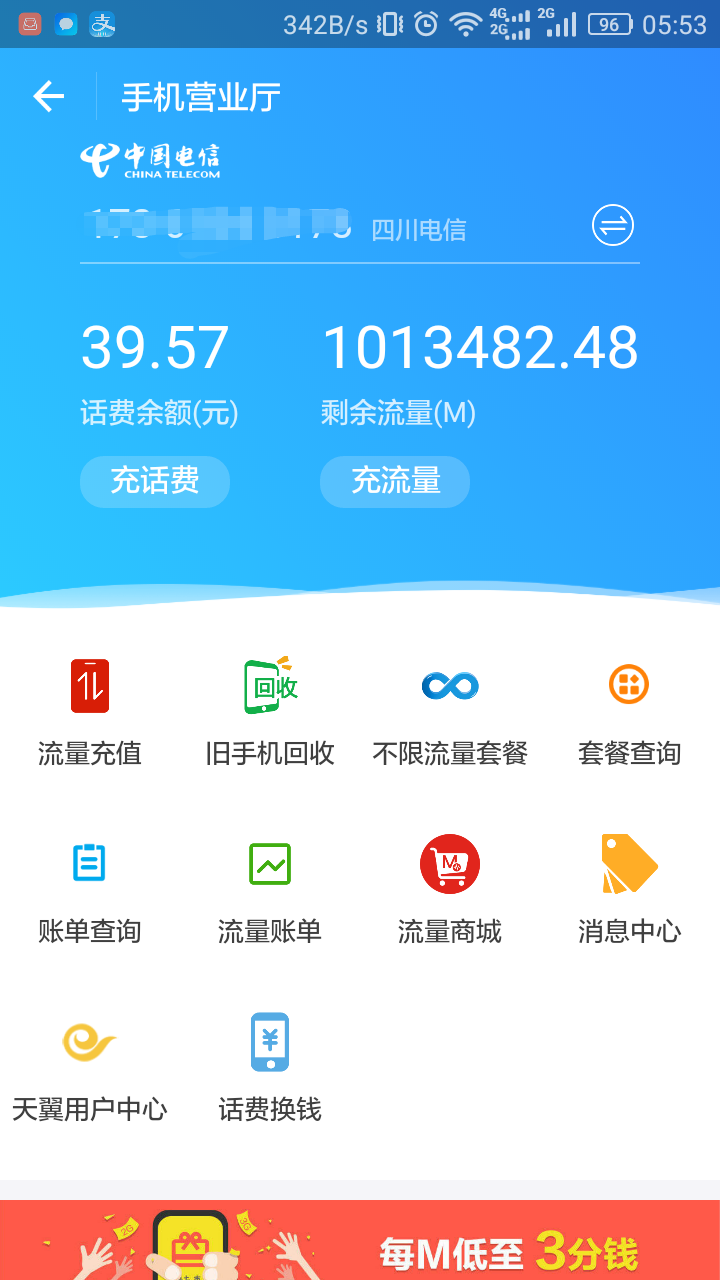 342B/s 4G 2G 2G 96 05:53
手机营业厅
中国电信
CHINA TELECOM
四川电信
39.57 1013482.48
话费余额(元) 剩余流量(M)
充话费 充流量
回收
流量充值 旧手机回收 不限流量套餐 套餐查询
账单查询 流量账单 流量商城 消息中心
天翼用户中心 话费换钱
2G 3G
每M低至 3分钱